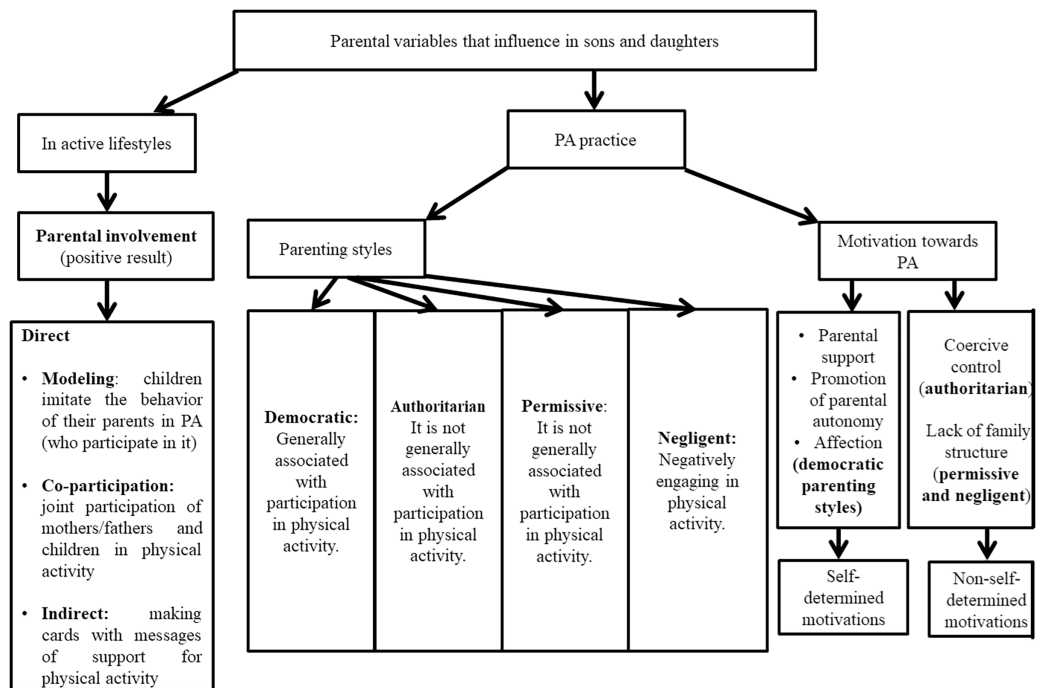 Parental variables that influence in sons and daughters
In active lifestyles
PA practice
Parental involvement
(positive result)
Parenting styles
Motivation towards
PA
Direct
• Modeling: children
imitate the behavior
of their parents in PA
(who participate in it)
• Co-participation:
joint participation of
mothers/fathers and
children in physical
activity
• Indirect: making
cards with messages
of support for
physical activity
Democratic:
Generally
associated
with
participation
in physical
activity.
Authoritarian
It is not
generally
associated
with
participation
in physical
activity.
Permissive:
It is not
generally
associated
with
participation
in physical
activity.
Negligent:
Negatively
engaging in
physical
activity.
• Parental
support
• Promotion
of parental
autonomy
• Affection
(democratic
parenting
styles)
Coercive
control
(authoritarian)
Lack of family
structure
(permissive
and negligent)
Self-
determined
motivations
Non-self-
determined
motivations